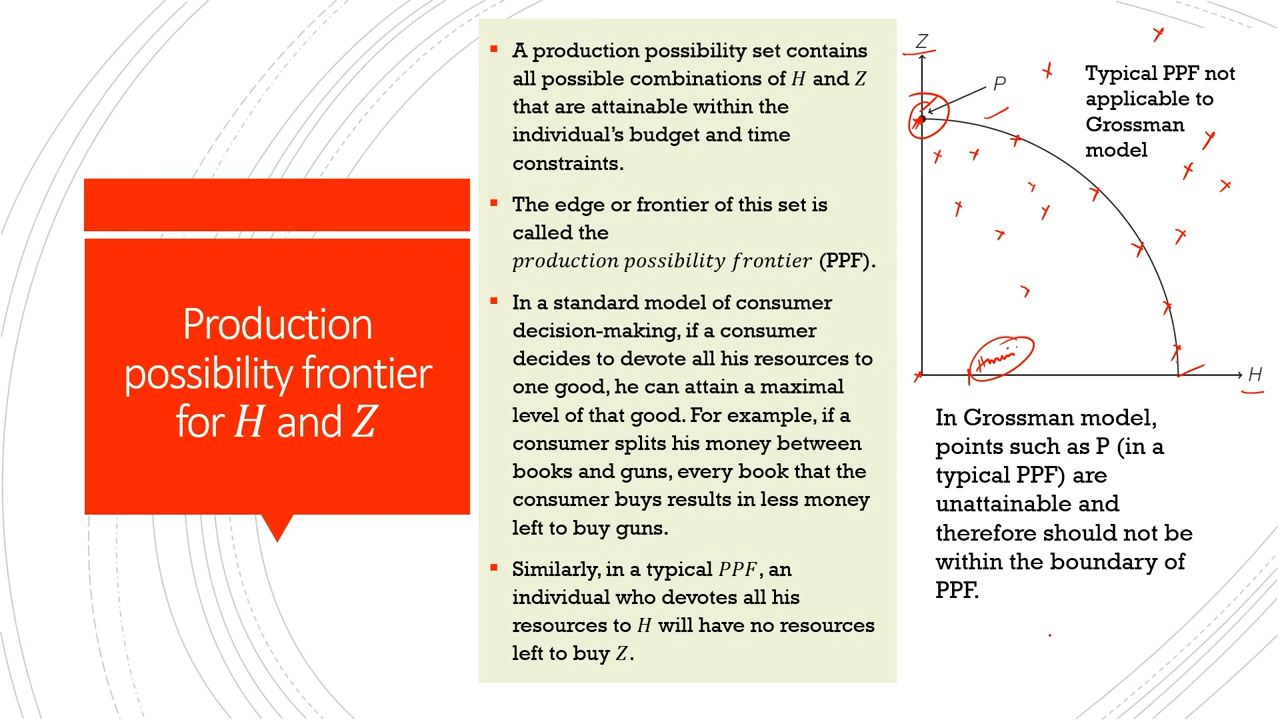 Production
possibility frontier
for H and Z
A production possibility set contains
all possible combinations of H and Z
that are attainable within the
individual's budget and time
constraints.
The edge or frontier of this set is
called the
production possibility frontier (PPF).
In a standard model of consumer
decision-making, if a consumer
decides to devote all his resources to
one good, he can attain a maximal
level of that good. For example, if a
consumer splits his money between
books and guns, every book that the
consumer buys results in less money
left to buy guns.
Similarly, in a typical PPF, an
individual who devotes all his
resources to H will have no resources
left to buy Z.
Z
P
Typical PPF not
applicable to
Grossman
model
Hmin
H
In Grossman model,
points such as P (in a
typical PPF) are
unattainable and
therefore should not be
within the boundary of
PPF.